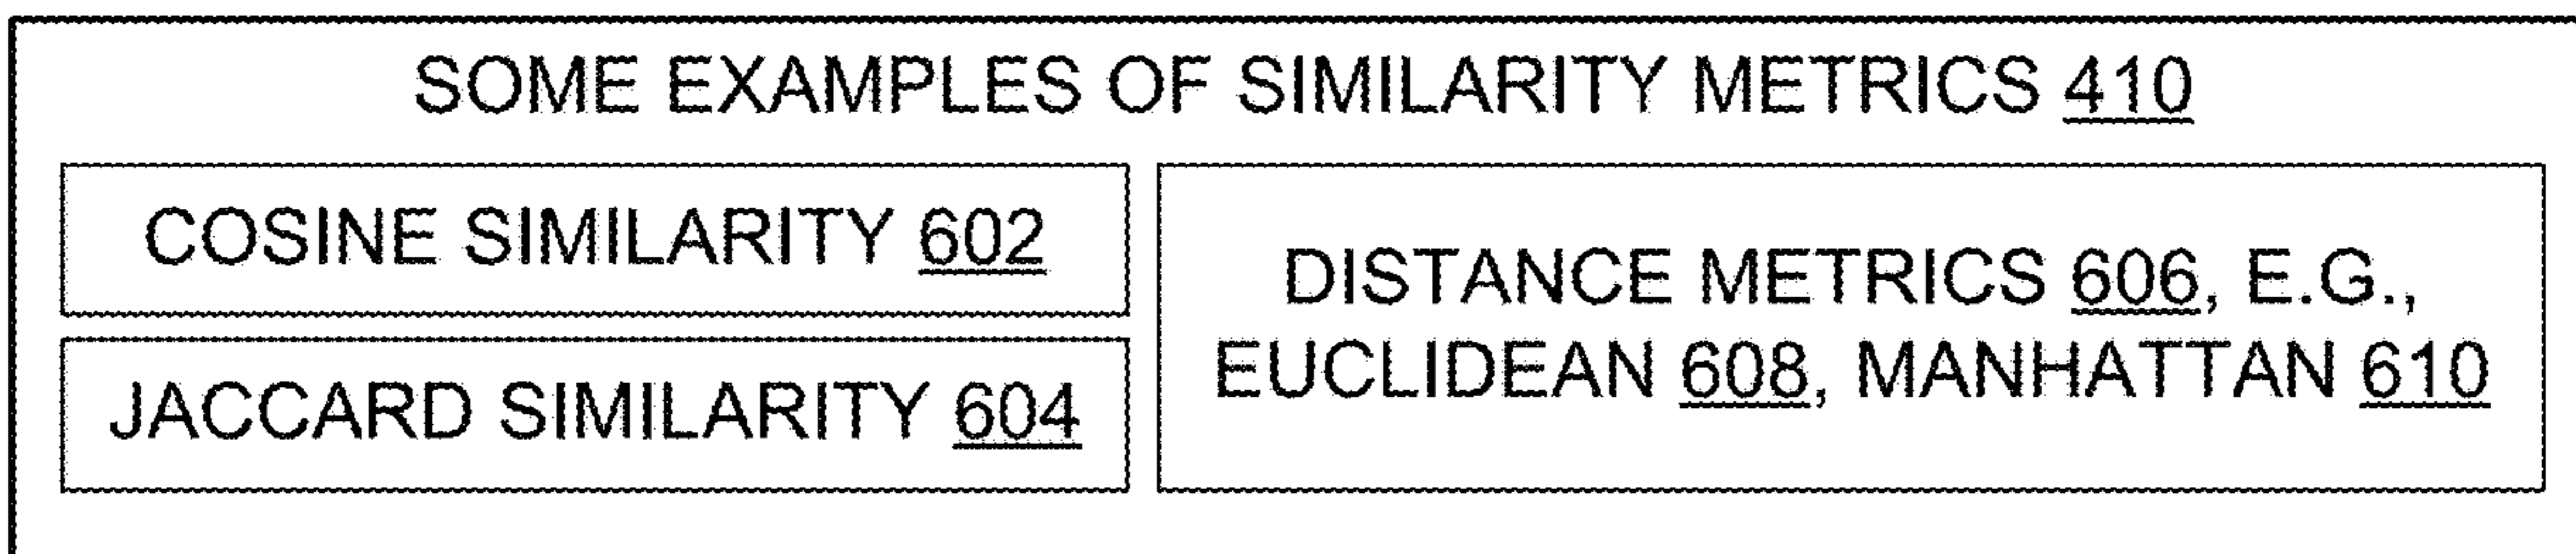 SOME EXAMPLES OF SIMILARITY METRICS 410
COSINE SIMILARITY 602
JACCARD SIMILARITY 604
DISTANCE METRICS 606, E.G.,
EUCLIDEAN 608, MANHATTAN 610